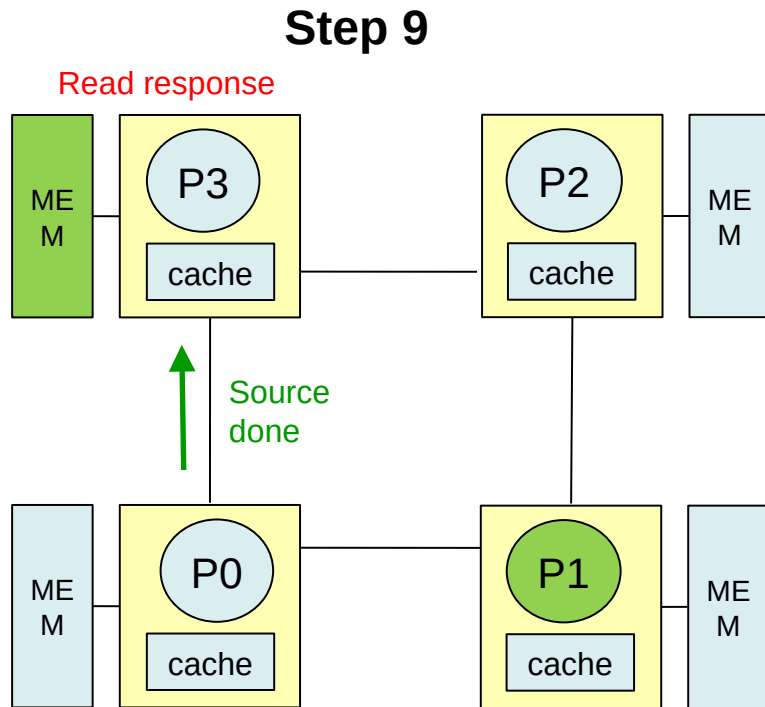 Step 9
Read response
ME
M
P3
cache
P2
cache
ME
M
Source
done
ME
M
P0
cache
P1
cache
ME
M